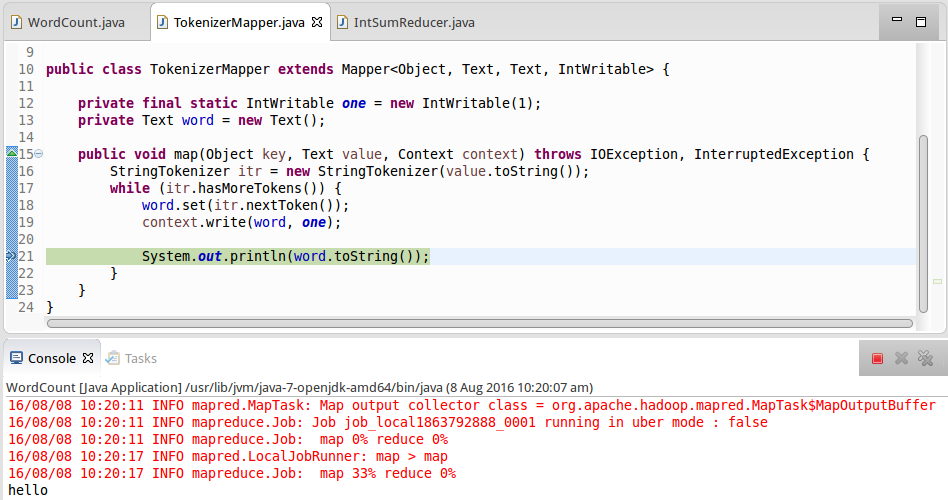 WordCount.java TokenizerMapper.java IntSumReducer.java
9
10 public class TokenizerMapper extends Mapper<Object, Text, Text, IntWritable> {
11
12 private final static IntWritable one = new IntWritable(1);
13 private Text word = new Text();
14
15 public void map(Object key, Text value, Context context) throws IOException, InterruptedException {
16 StringTokenizer itr = new StringTokenizer(value.toString());
17 while (itr.hasMoreTokens()) {
18 word.set(itr.nextToken());
19 context.write(word, one);
20
21 System.out.println(word.toString());
22 }
23 }
24 }
Console Tasks
WordCount [Java Application] /usr/lib/jvm/java-7-openjdk-amd64/bin/java (8 Aug 2016 10:20:07 am)
16/08/08 10:20:11 INFO mapred.MapTask: Map output collector class = org.apache.hadoop.mapred.MapTask$MapOutputBuffer
16/08/08 10:20:11 INFO mapreduce.Job: Job job_local1863792888_0001 running in uber mode : false
16/08/08 10:20:11 INFO mapreduce.Job: map 0% reduce 0%
16/08/08 10:20:17 INFO mapred.LocalJobRunner: map > map
16/08/08 10:20:17 INFO mapreduce.Job: map 33% reduce 0%
hello